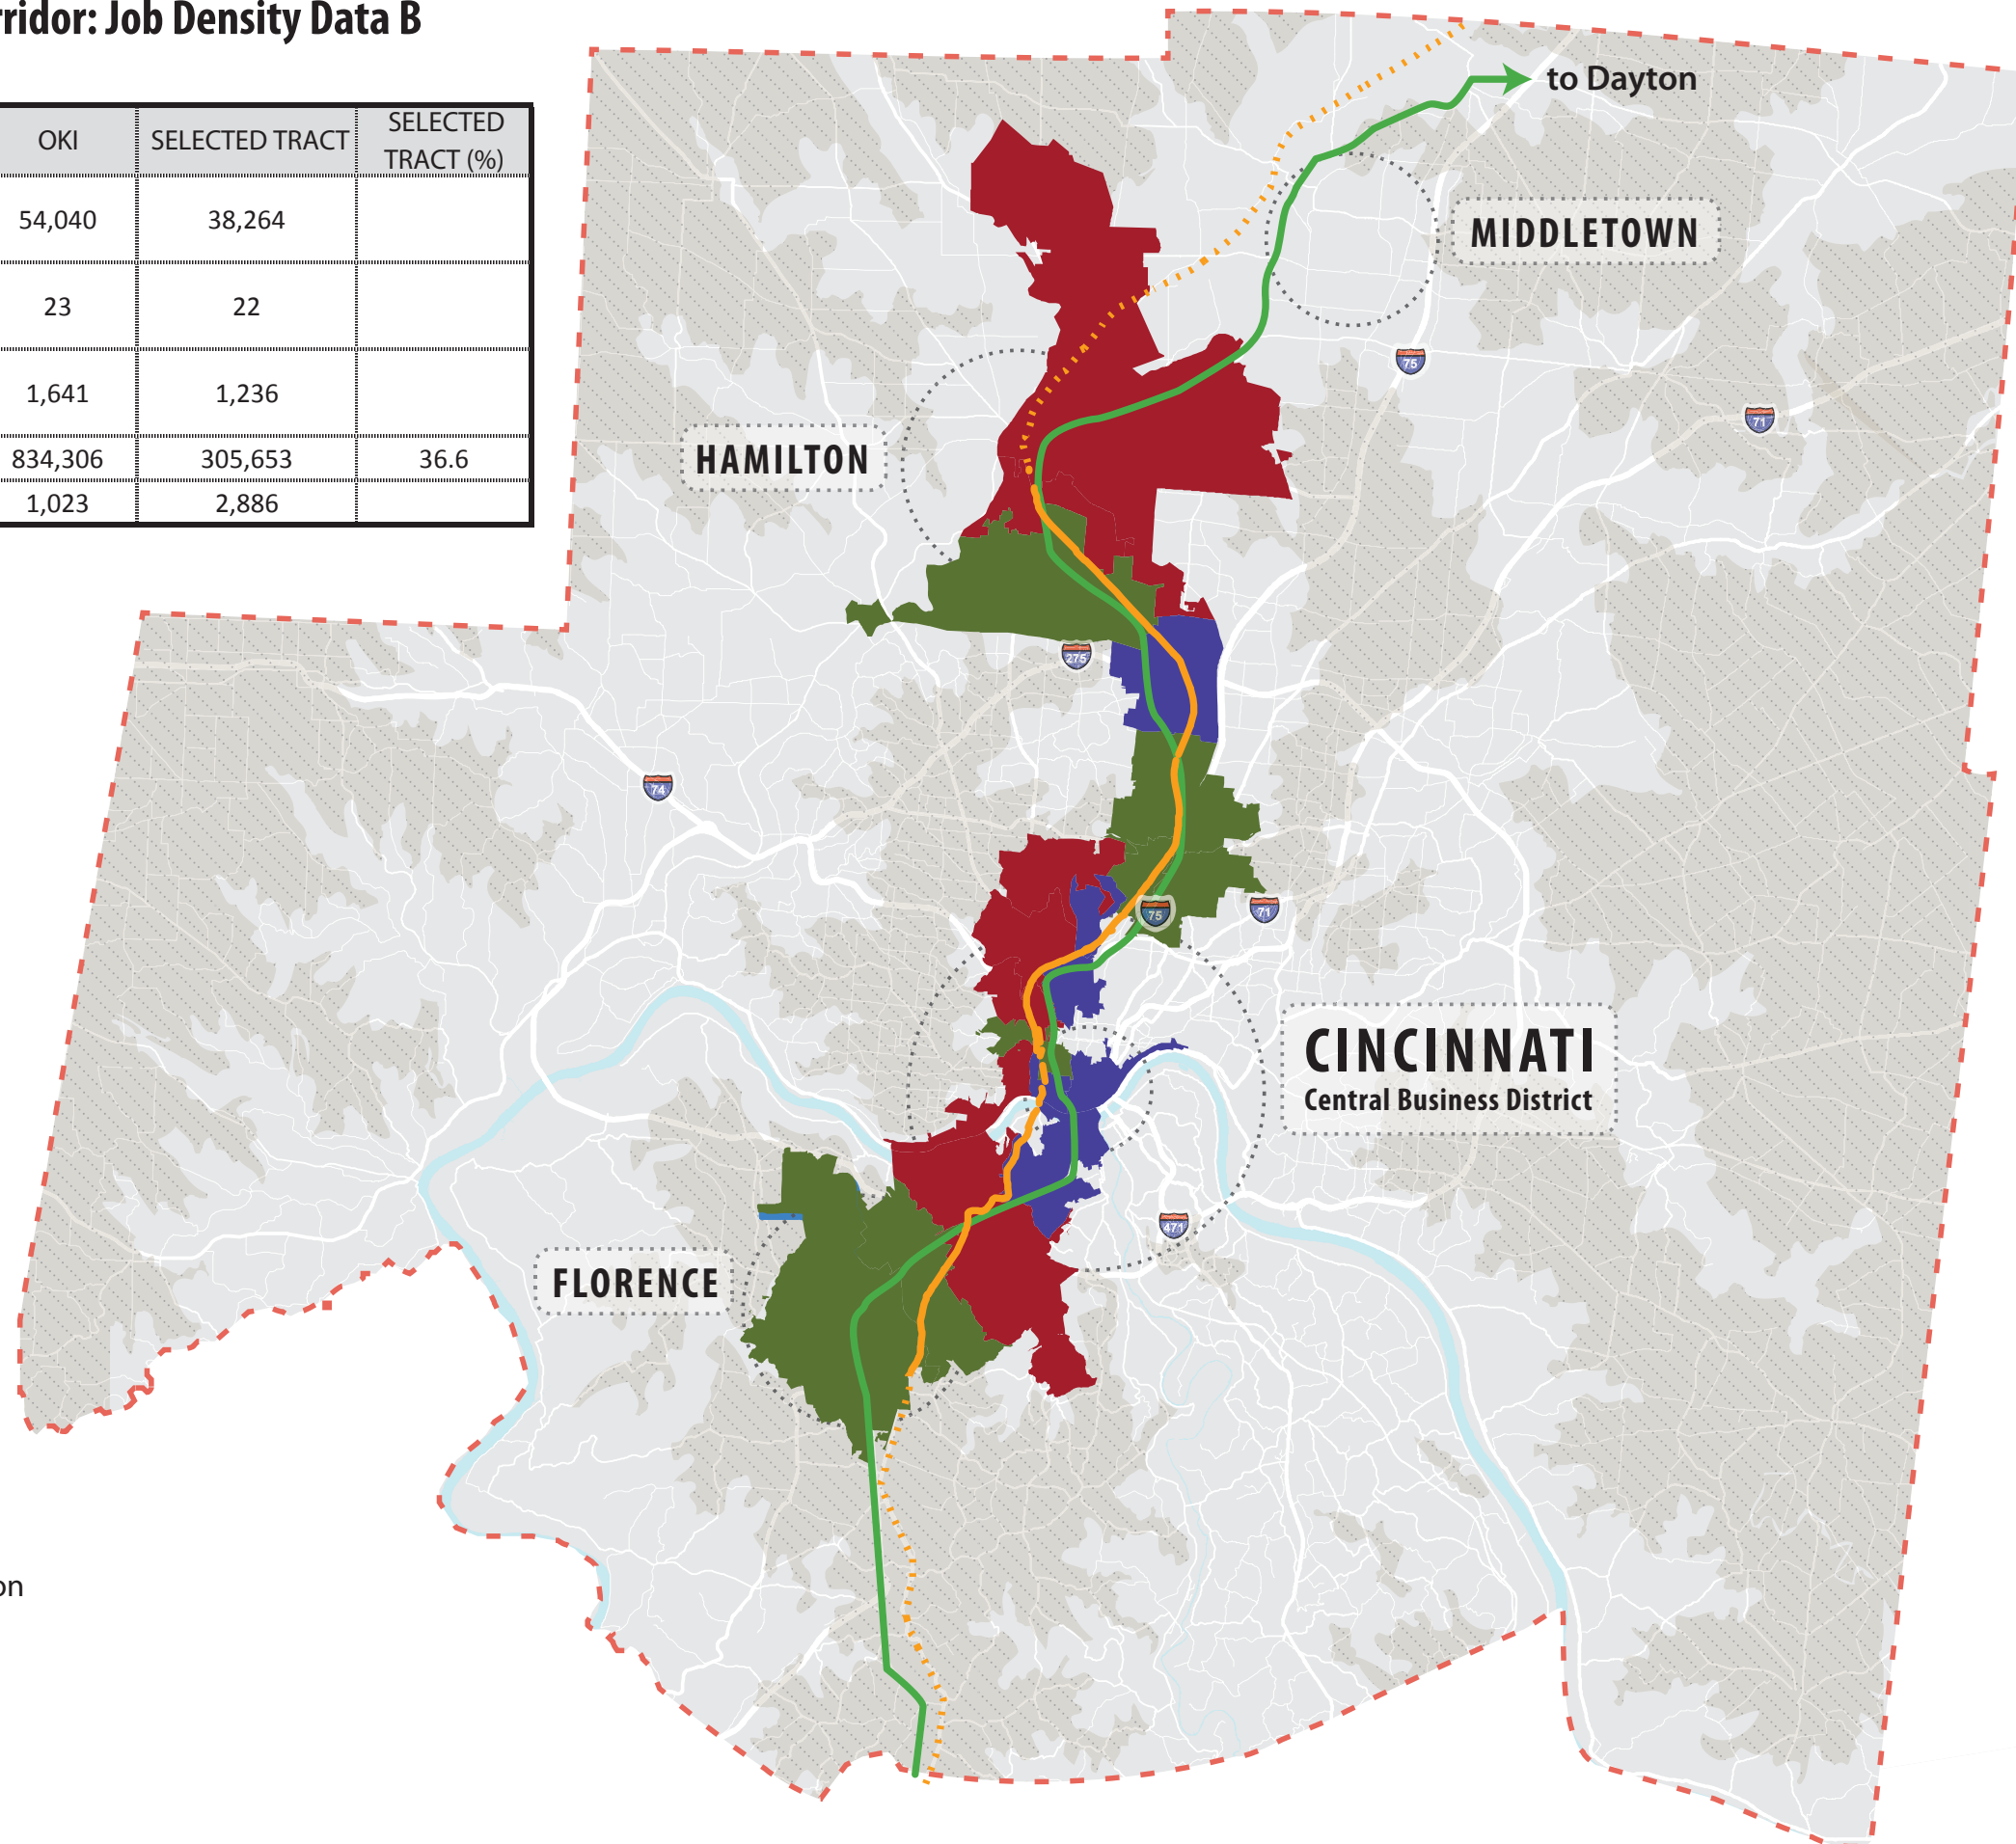 rridor: Job Density Data B
OKI SELECTED TRACT SELECTED TRACT (%)
54,040 38,264
23 22
1,641 1,236
834,306 305,653 36.6
1,023 2,886
to Dayton
MIDDLETOWN
75
71
HAMILTON
275
74
75
71
CINCINNATI
Central Business District
471
FLORENCE
on